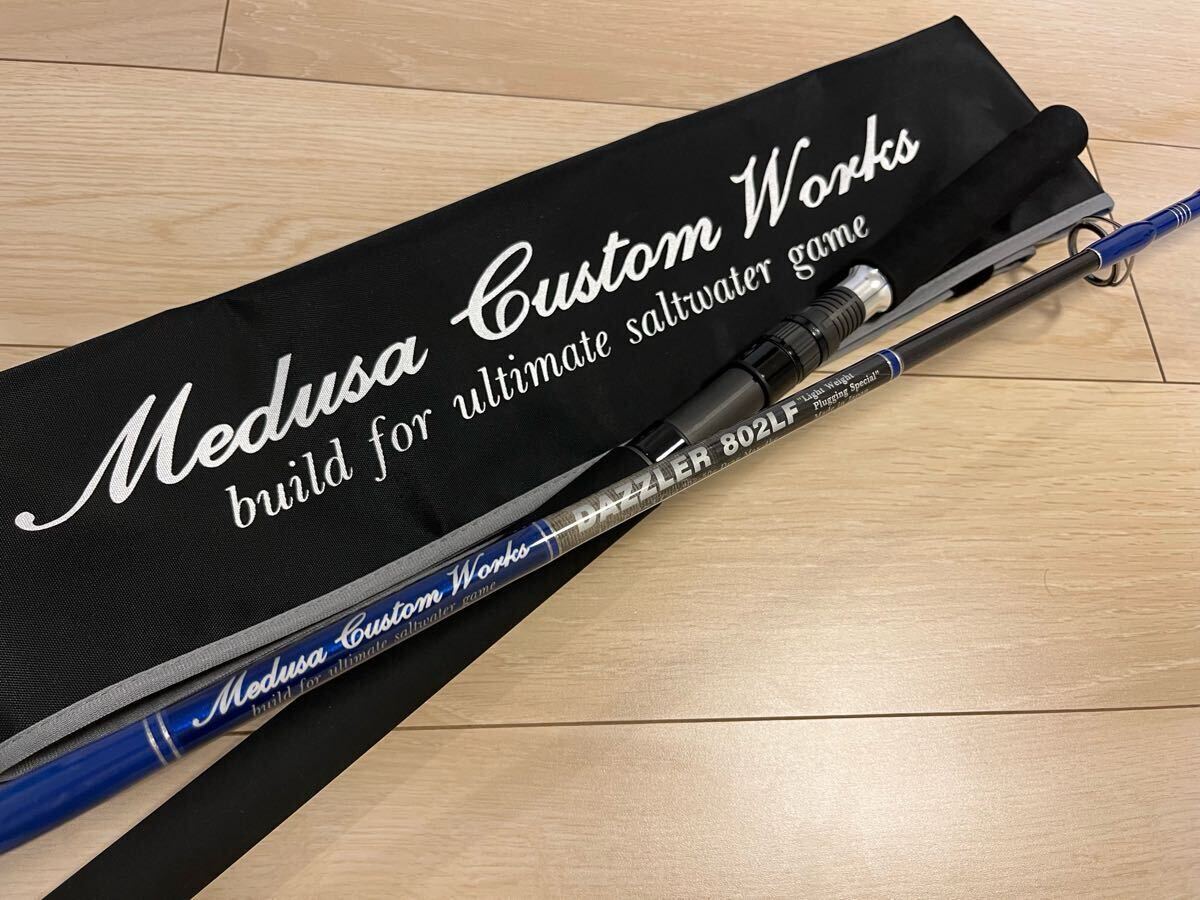 Medusa Custom Works
build for ultimate saltwater game
DAZZLER 802LF
"Light Weight
Plugging Special"
Medusa Custom Works
build for ultimate saltwater game